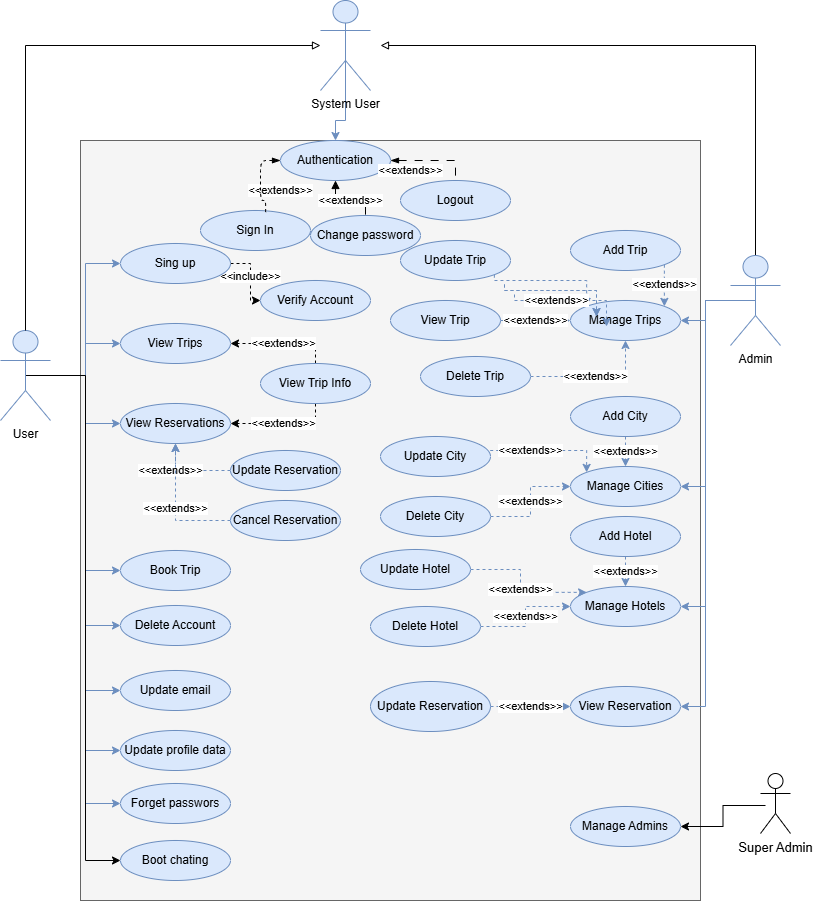 System User
Authentication
<<extends>>
<<extends>>
<<extends>>
Logout
Sign In
Change password
Sing up
<<include>>
Verify Account
Update Trip
Add Trip
<<extends>>
<<extends>>
View Trip
<<extends>>
Manage Trips
Admin
View Trips
<<extends>>
View Trip Info
Delete Trip
<<extends>>
User
View Reservations
<<extends>>
Add City
Update City
<<extends>>
<<extends>>
<<extends>>
Update Reservation
Manage Cities
<<extends>>
<<extends>>
Cancel Reservation
Delete City
Add Hotel
Book Trip
Update Hotel
<<extends>>
<<extends>>
Manage Hotels
<<extends>>
Delete Account
Delete Hotel
Update email
Update Reservation
<<extends>>
View Reservation
Update profile data
Forget passwors
Manage Admins
Super Admin
Boot chating